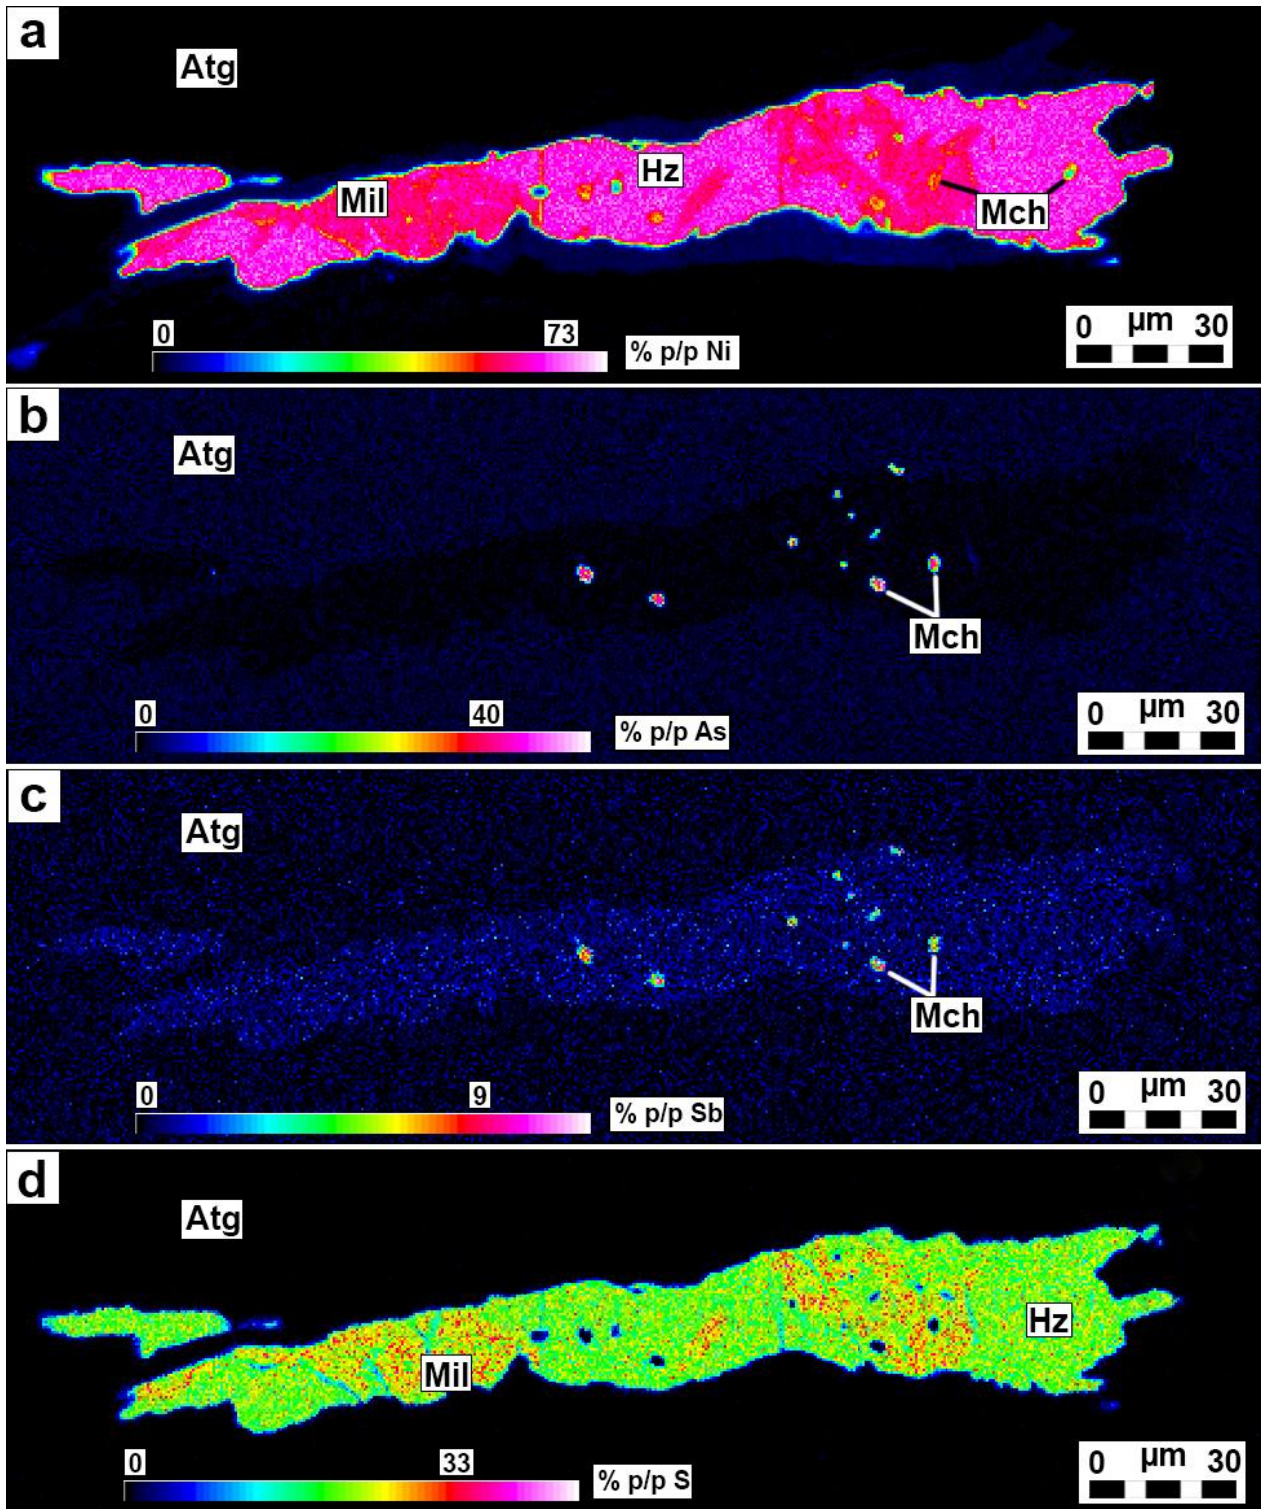 a
Atg
Hz
Mil
Mch
0 73
% p/p Ni
0 µm 30
b
Atg
Mch
0 40
% p/p As
0 µm 30
c
Atg
Mch
0 9
% p/p Sb
0 µm 30
d
Atg
Hz
Mil
0 33
% p/p S
0 µm 30